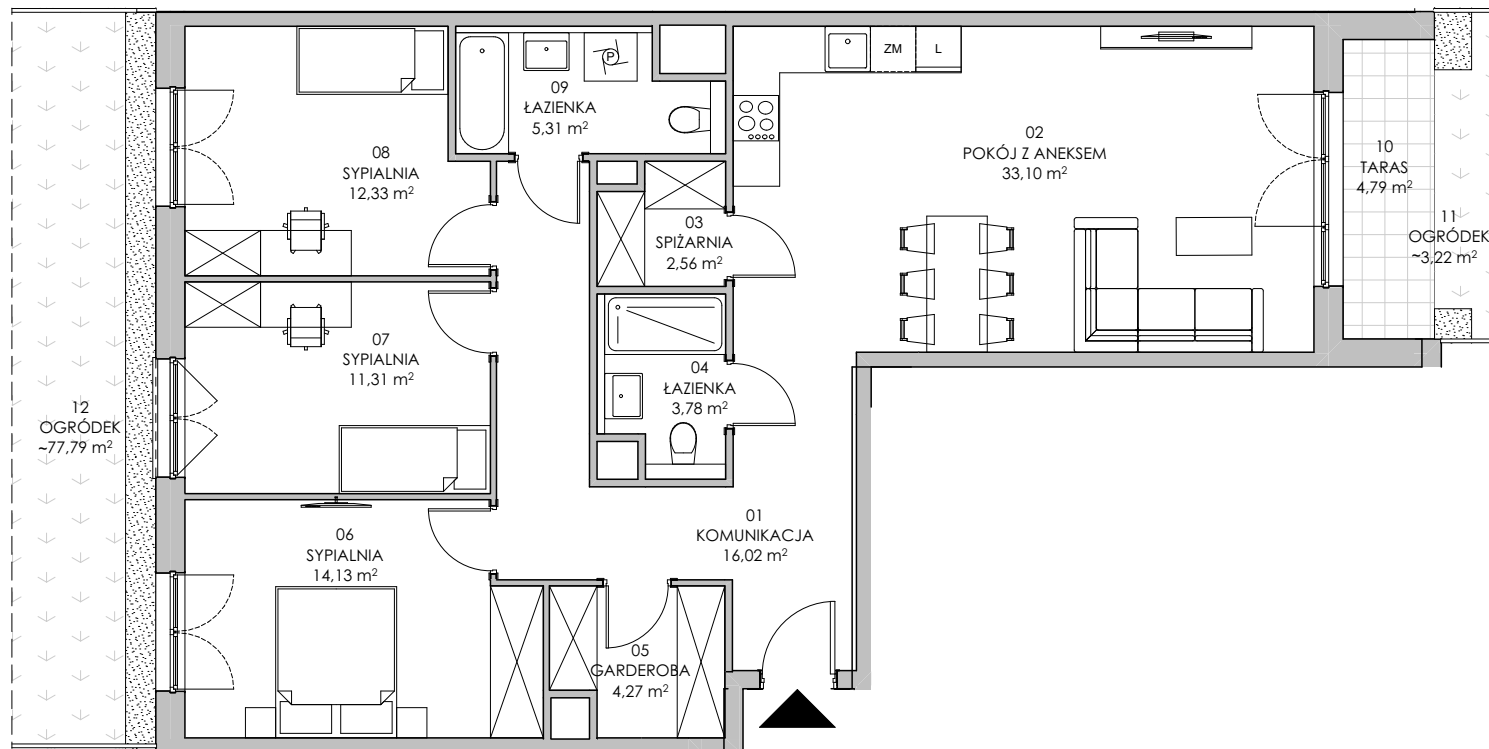 ZM
L
P
09
ŁAZIENKA
5,31 m²
08
SYPIALNIA
12,33 m²
02
POKÓJ Z ANEKSEM
33,10 m²
10
TARAS
4,79 m²
03
SPIŻARNIA
2,56 m²
11
OGRÓDEK
~3,22 m²
07
SYPIALNIA
11,31 m²
04
ŁAZIENKA
3,78 m²
12
OGRÓDEK
~77,79 m²
01
KOMUNIKACJA
16,02 m²
06
SYPIALNIA
14,13 m²
05
GARDEROBA
4,27 m²